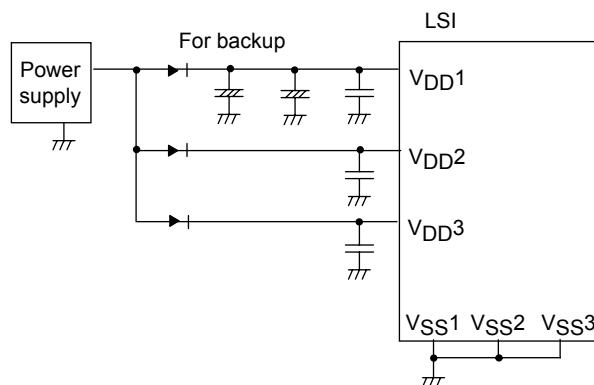 LSI
For backup
Power
supply
VDD1
VDD2
VDD3
VSS1 VSS2 VSS3